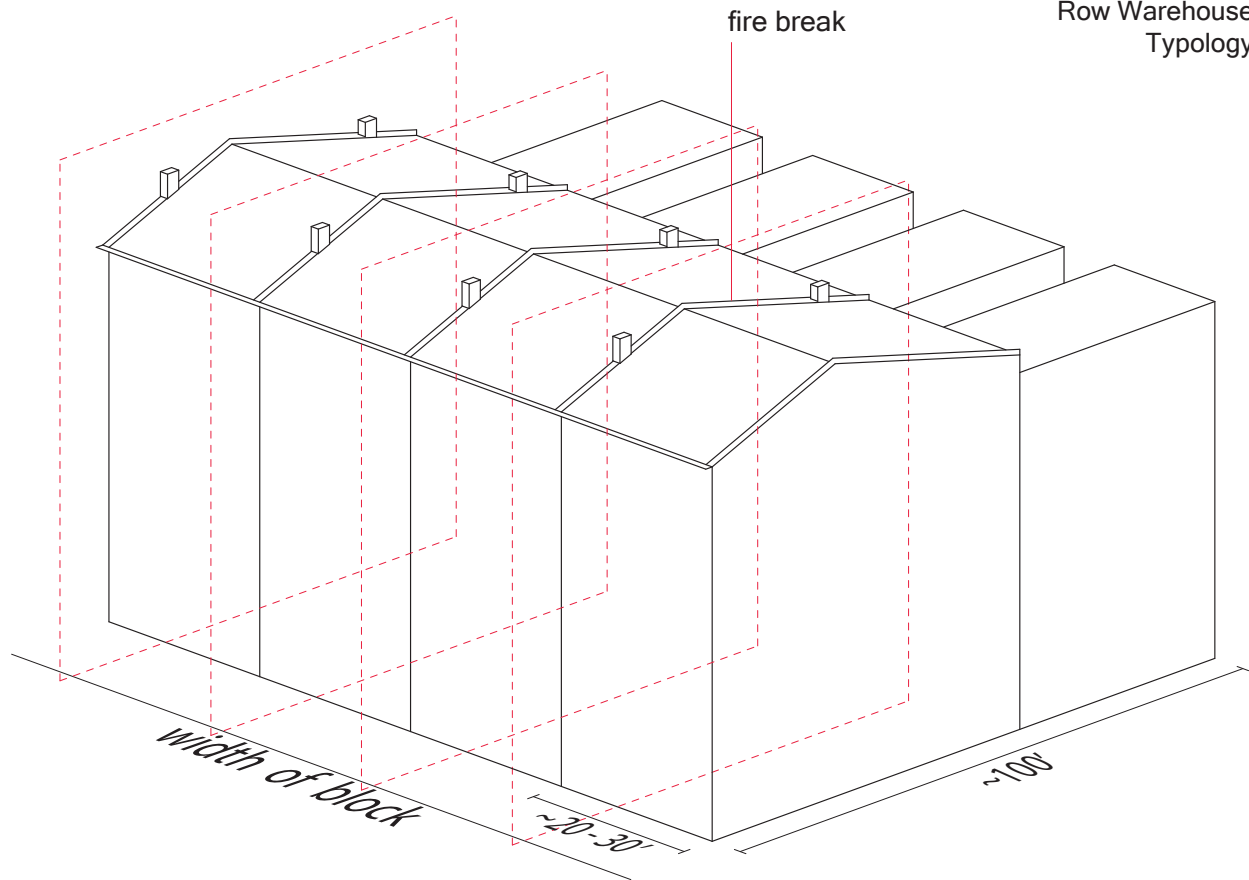 Row Warehouse
Typology
fire break
width of block
~20-30'
~100'